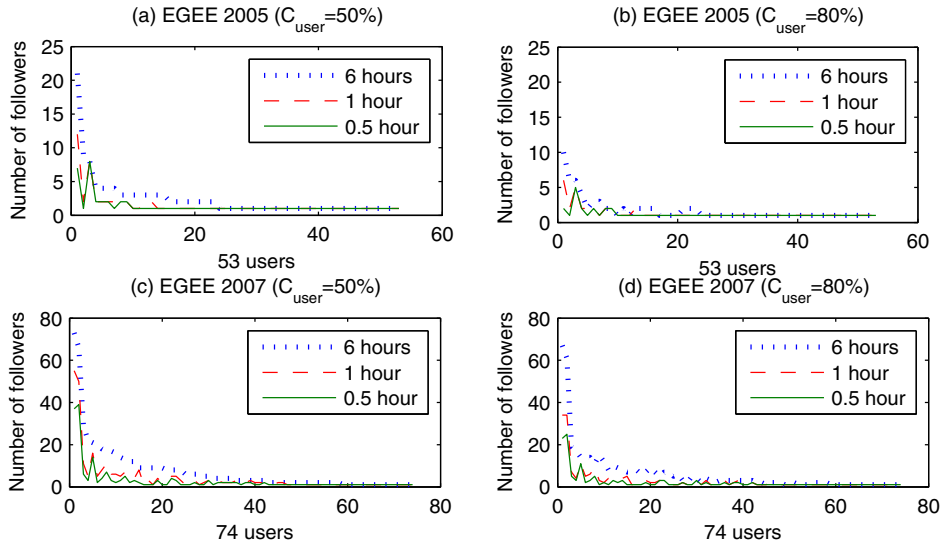 (a) EGEE 2005 (C_user=50%)
Number of followers
25
20
15
10
5
0
0 20 40 60
53 users
6 hours
1 hour
0.5 hour
(b) EGEE 2005 (C_user=80%)
Number of followers
25
20
15
10
5
0
0 20 40 60
53 users
6 hours
1 hour
0.5 hour
(c) EGEE 2007 (C_user=50%)
Number of followers
80
60
40
20
0
0 20 40 60 80
74 users
6 hours
1 hour
0.5 hour
(d) EGEE 2007 (C_user=80%)
Number of followers
80
60
40
20
0
0 20 40 60 80
74 users
6 hours
1 hour
0.5 hour